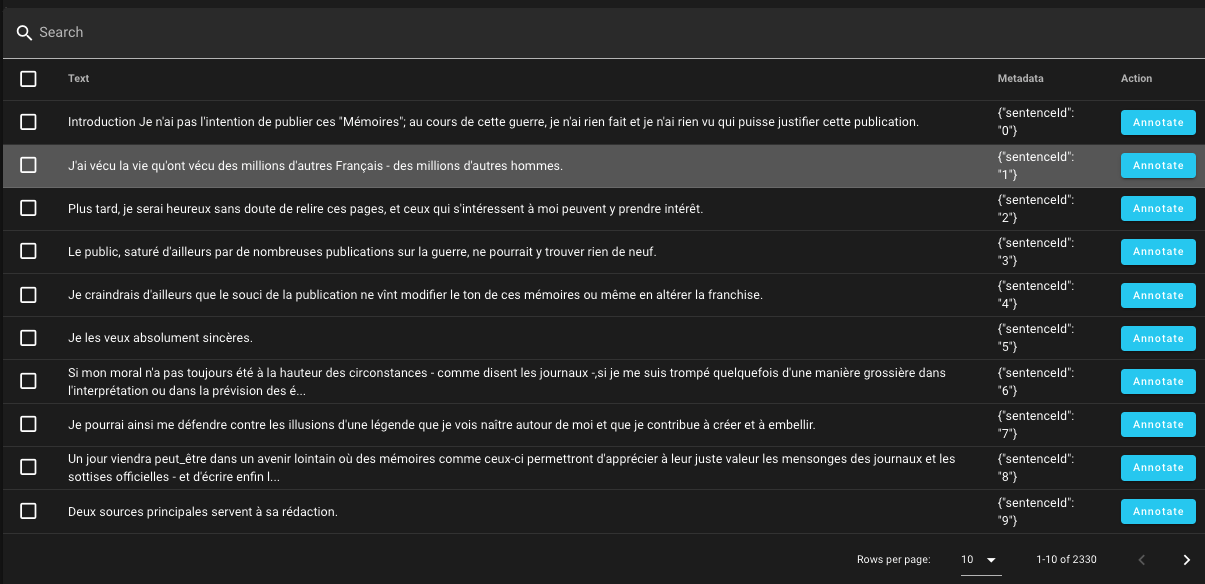 Search
Text Metadata Action
Introduction Je n'ai pas l'intention de publier ces "Mémoires"; au cours de cette guerre, je n'ai rien fait et je n'ai rien vu qui puisse justifier cette publication. {"sentenceId": "0"} Annotate
J'ai vécu la vie qu'ont vécu des millions d'autres Français - des millions d'autres hommes. {"sentenceId": "1"} Annotate
Plus tard, je serai heureux sans doute de relire ces pages, et ceux qui s'intéressent à moi peuvent y prendre intérêt. {"sentenceId": "2"} Annotate
Le public, saturé d'ailleurs par de nombreuses publications sur la guerre, ne pourrait y trouver rien de neuf. {"sentenceId": "3"} Annotate
Je craindrais d'ailleurs que le souci de la publication ne vînt modifier le ton de ces mémoires ou même en altérer la franchise. {"sentenceId": "4"} Annotate
Je les veux absolument sincères. {"sentenceId": "5"} Annotate
Si mon moral n'a pas toujours été à la hauteur des circonstances - comme disent les journaux -,si je me suis trompé quelquefois d'une manière grossière dans
l'interprétation ou dans la prévision des é... {"sentenceId": "6"} Annotate
Je pourrai ainsi me défendre contre les illusions d'une légende que je vois naître autour de moi et que je contribue à créer et à embellir. {"sentenceId": "7"} Annotate
Un jour viendra peut_être dans un avenir lointain où des mémoires comme ceux-ci permettront d'apprécier à leur juste valeur les mensonges des journaux et les
sottises officielles - et d'écrire enfin l... {"sentenceId": "8"} Annotate
Deux sources principales servent à sa rédaction. {"sentenceId": "9"} Annotate
Rows per page: 10 1-10 of 2330